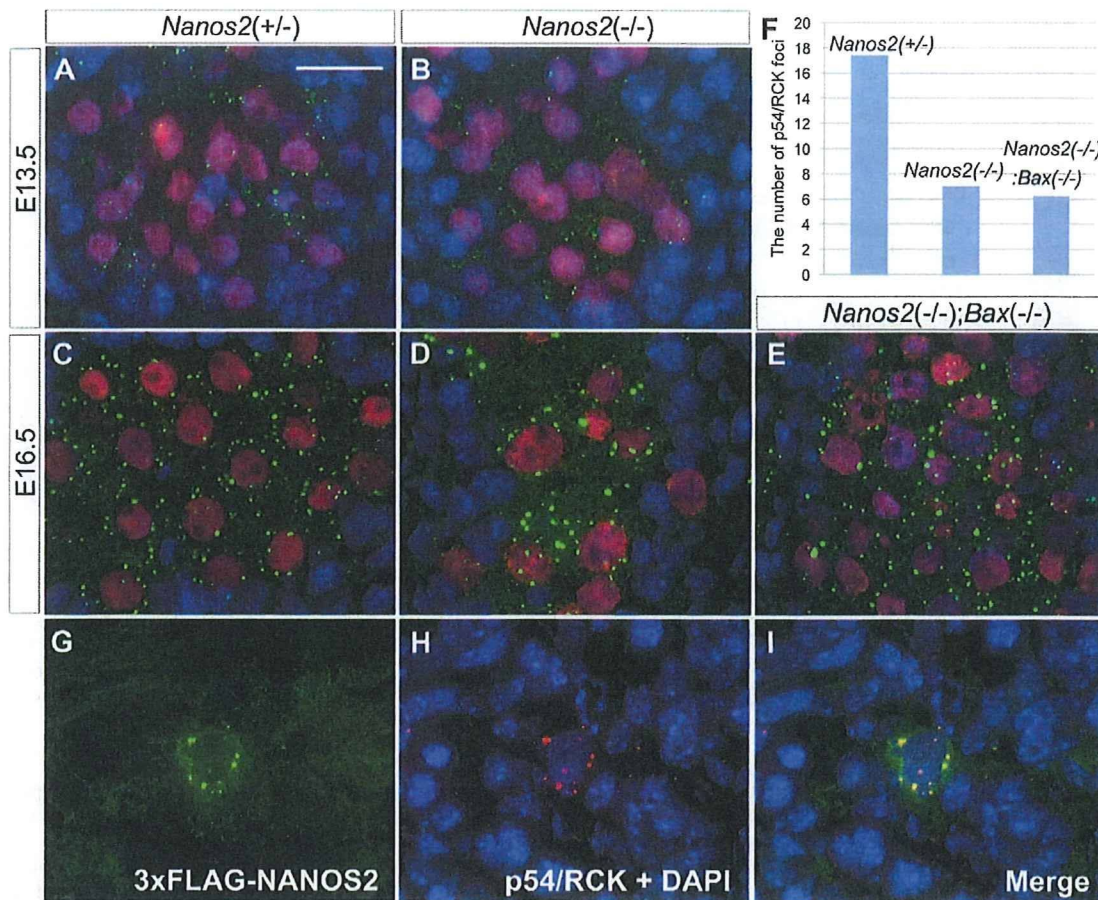 Nanos2(+/-)
Nanos2(-/-)
F
The number of p54/RCK foci
20
18
16
14
12
10
8
6
4
2
0
Nanos2(+/-)
Nanos2(-/-)
Nanos2(-/-)
:Bax(-/-)
E13.5
A
B
Nanos2(-/-);Bax(-/-)
E16.5
C
D
E
G
3xFLAG-NANOS2
H
p54/RCK + DAPI
I
Merge